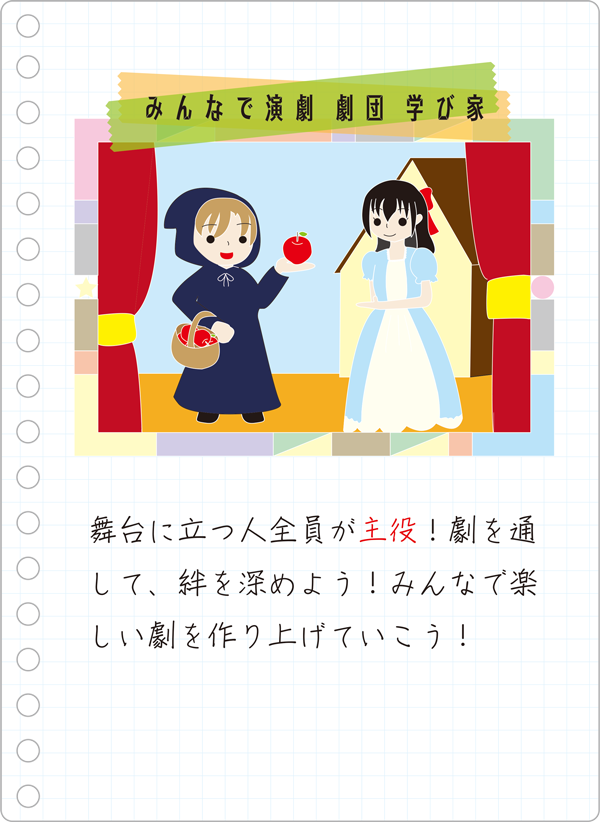 みんなで演劇 劇団 学び家
舞台に立つ人全員が主役！劇を通
して、絆を深めよう！みんなで楽
しい劇を作り上げていこう！